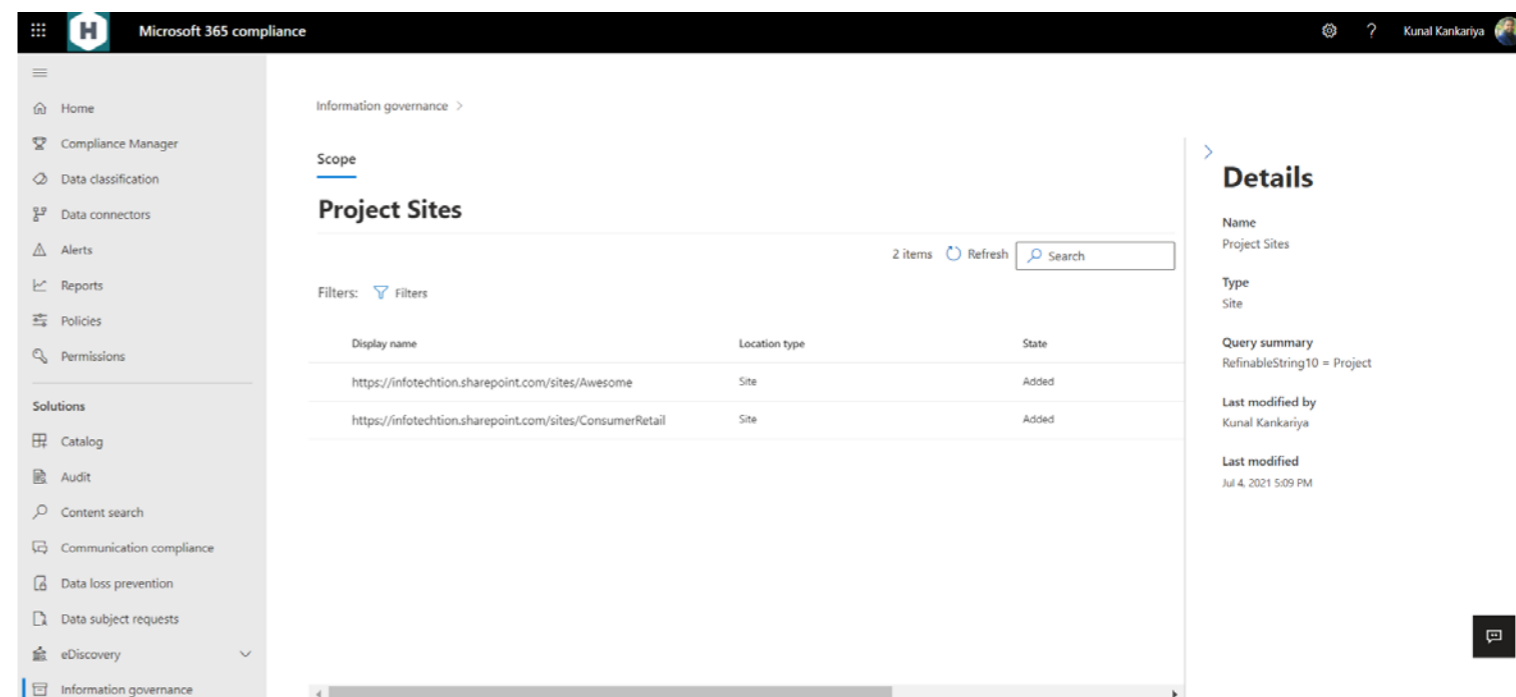 H Microsoft 365 compliance ? Kunal Kankariya
Home
Compliance Manager
Data classification
Data connectors
Alerts
Reports
Policies
Permissions
Solutions
Catalog
Audit
Content search
Communication compliance
Data loss prevention
Data subject requests
eDiscovery
Information governance
Information governance >
Scope
Project Sites
2 items Refresh Search
Filters: Filters
Display name Location type State
https://infotechtion.sharepoint.com/sites/Awesome Site Added
https://infotechtion.sharepoint.com/sites/ConsumerRetail Site Added
Details
Name
Project Sites
Type
Site
Query summary
RefinableString10 = Project
Last modified by
Kunal Kankariya
Last modified
Jul 4, 2021 5:09 PM